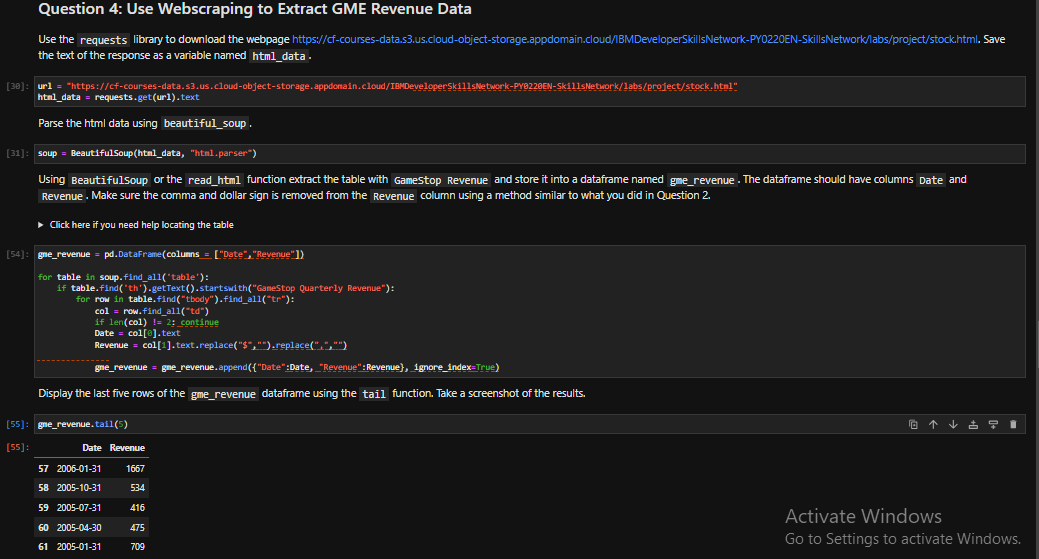 Question 4: Use Webscraping to Extract GME Revenue Data
Use the requests library to download the webpage https://cf-courses-data.s3.us.cloud-object-storage.appdomain.cloud/IBMDeveloperSkillsNetwork-PY0220EN-SkillsNetwork/labs/project/stock.html. Save
the text of the response as a variable named html_data.
[30]: url = "https://cf-courses-data.s3.us.cloud-object-storage.appdomain.cloud/IBMDeveloperSkillsNetwork-PY0220EN-SkillsNetwork/labs/project/stock.html"
html_data = requests.get(url).text
Parse the html data using beautiful_soup.
[31]: soup = BeautifulSoup(html_data, "html.parser")
Using BeautifulSoup or the read_html function extract the table with GameStop Revenue and store it into a dataframe named gme_revenue. The dataframe should have columns Date and
Revenue. Make sure the comma and dollar sign is removed from the Revenue column using a method similar to what you did in Question 2.
▶ Click here if you need help locating the table
[54]: gme_revenue = pd.DataFrame(columns = ["Date","Revenue"])
for table in soup.find_all('table'):
if table.find('th').getText().startswith("GameStop Quarterly Revenue"):
for row in table.find("tbody").find_all("tr"):
col = row.find_all("td")
if len(col) != 2: continue
Date = col[0].text
Revenue = col[1].text.replace("$","").replace(",","")
gme_revenue = gme_revenue.append({"Date":Date, "Revenue":Revenue}, ignore_index=True)
Display the last five rows of the gme_revenue dataframe using the tail function. Take a screenshot of the results.
[55]: gme_revenue.tail(5)
[55]: Date Revenue
57 2006-01-31 1667
58 2005-10-31 534
59 2005-07-31 416
60 2005-04-30 475
61 2005-01-31 709
Activate Windows
Go to Settings to activate Windows.